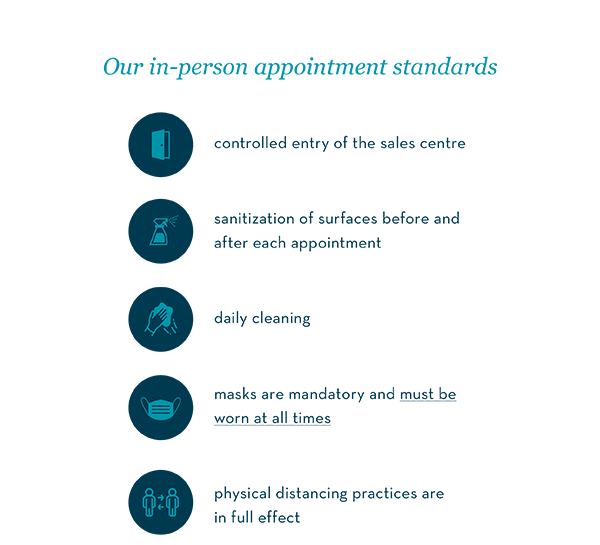 Our in-person appointment standards
controlled entry of the sales centre
sanitization of surfaces before and
after each appointment
daily cleaning
masks are mandatory and must be
worn at all times
physical distancing practices are
in full effect